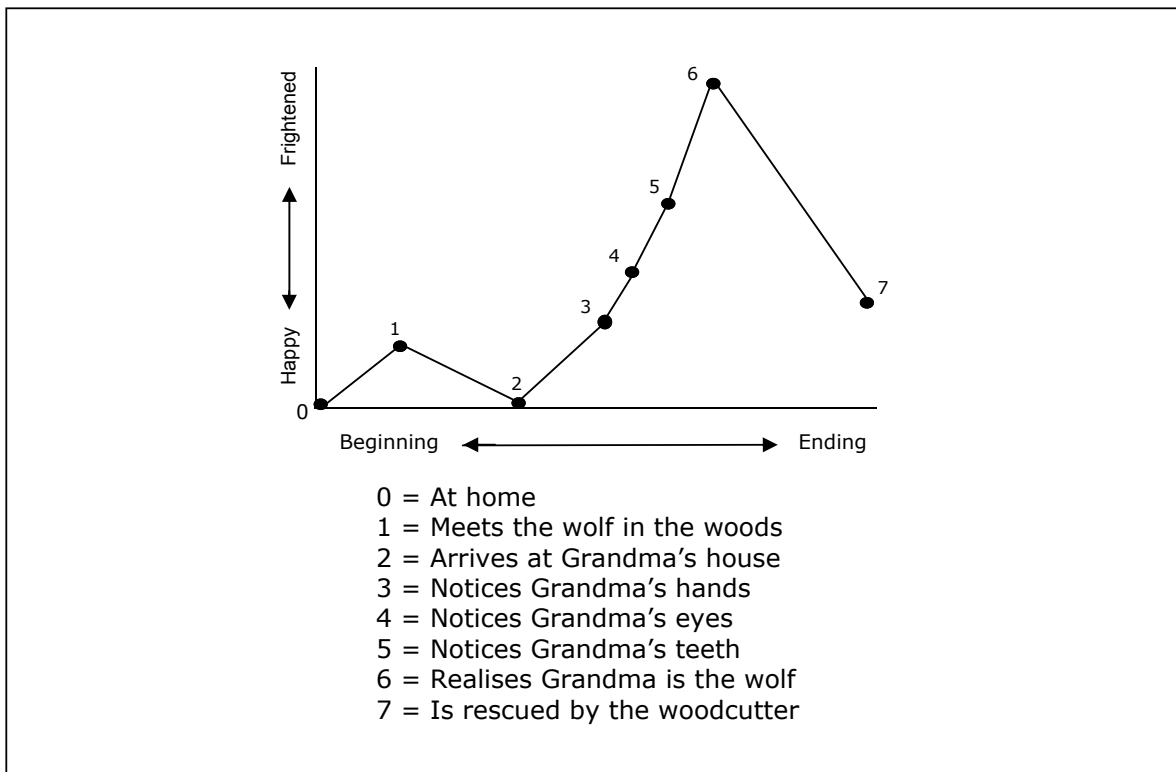 Frightened
Happy
6
5
4
3
7
1
2
0
Beginning
Ending
0 = At home
1 = Meets the wolf in the woods
2 = Arrives at Grandma’s house
3 = Notices Grandma’s hands
4 = Notices Grandma’s eyes
5 = Notices Grandma’s teeth
6 = Realises Grandma is the wolf
7 = Is rescued by the woodcutter